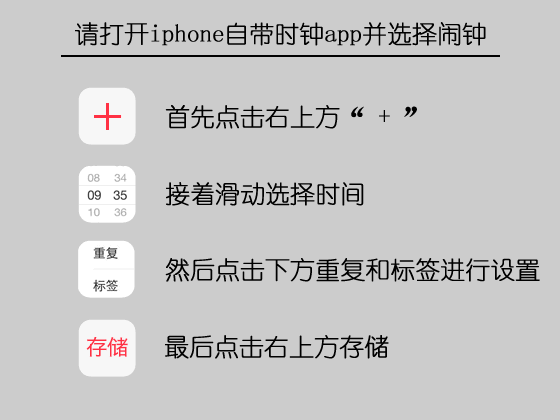 请打开iphone自带时钟app并选择闹钟
首先点击右上方“ + ”
08 34
09 35
10 36
接着滑动选择时间
重复
标签
然后点击下方重复和标签进行设置
存储
最后点击右上方存储